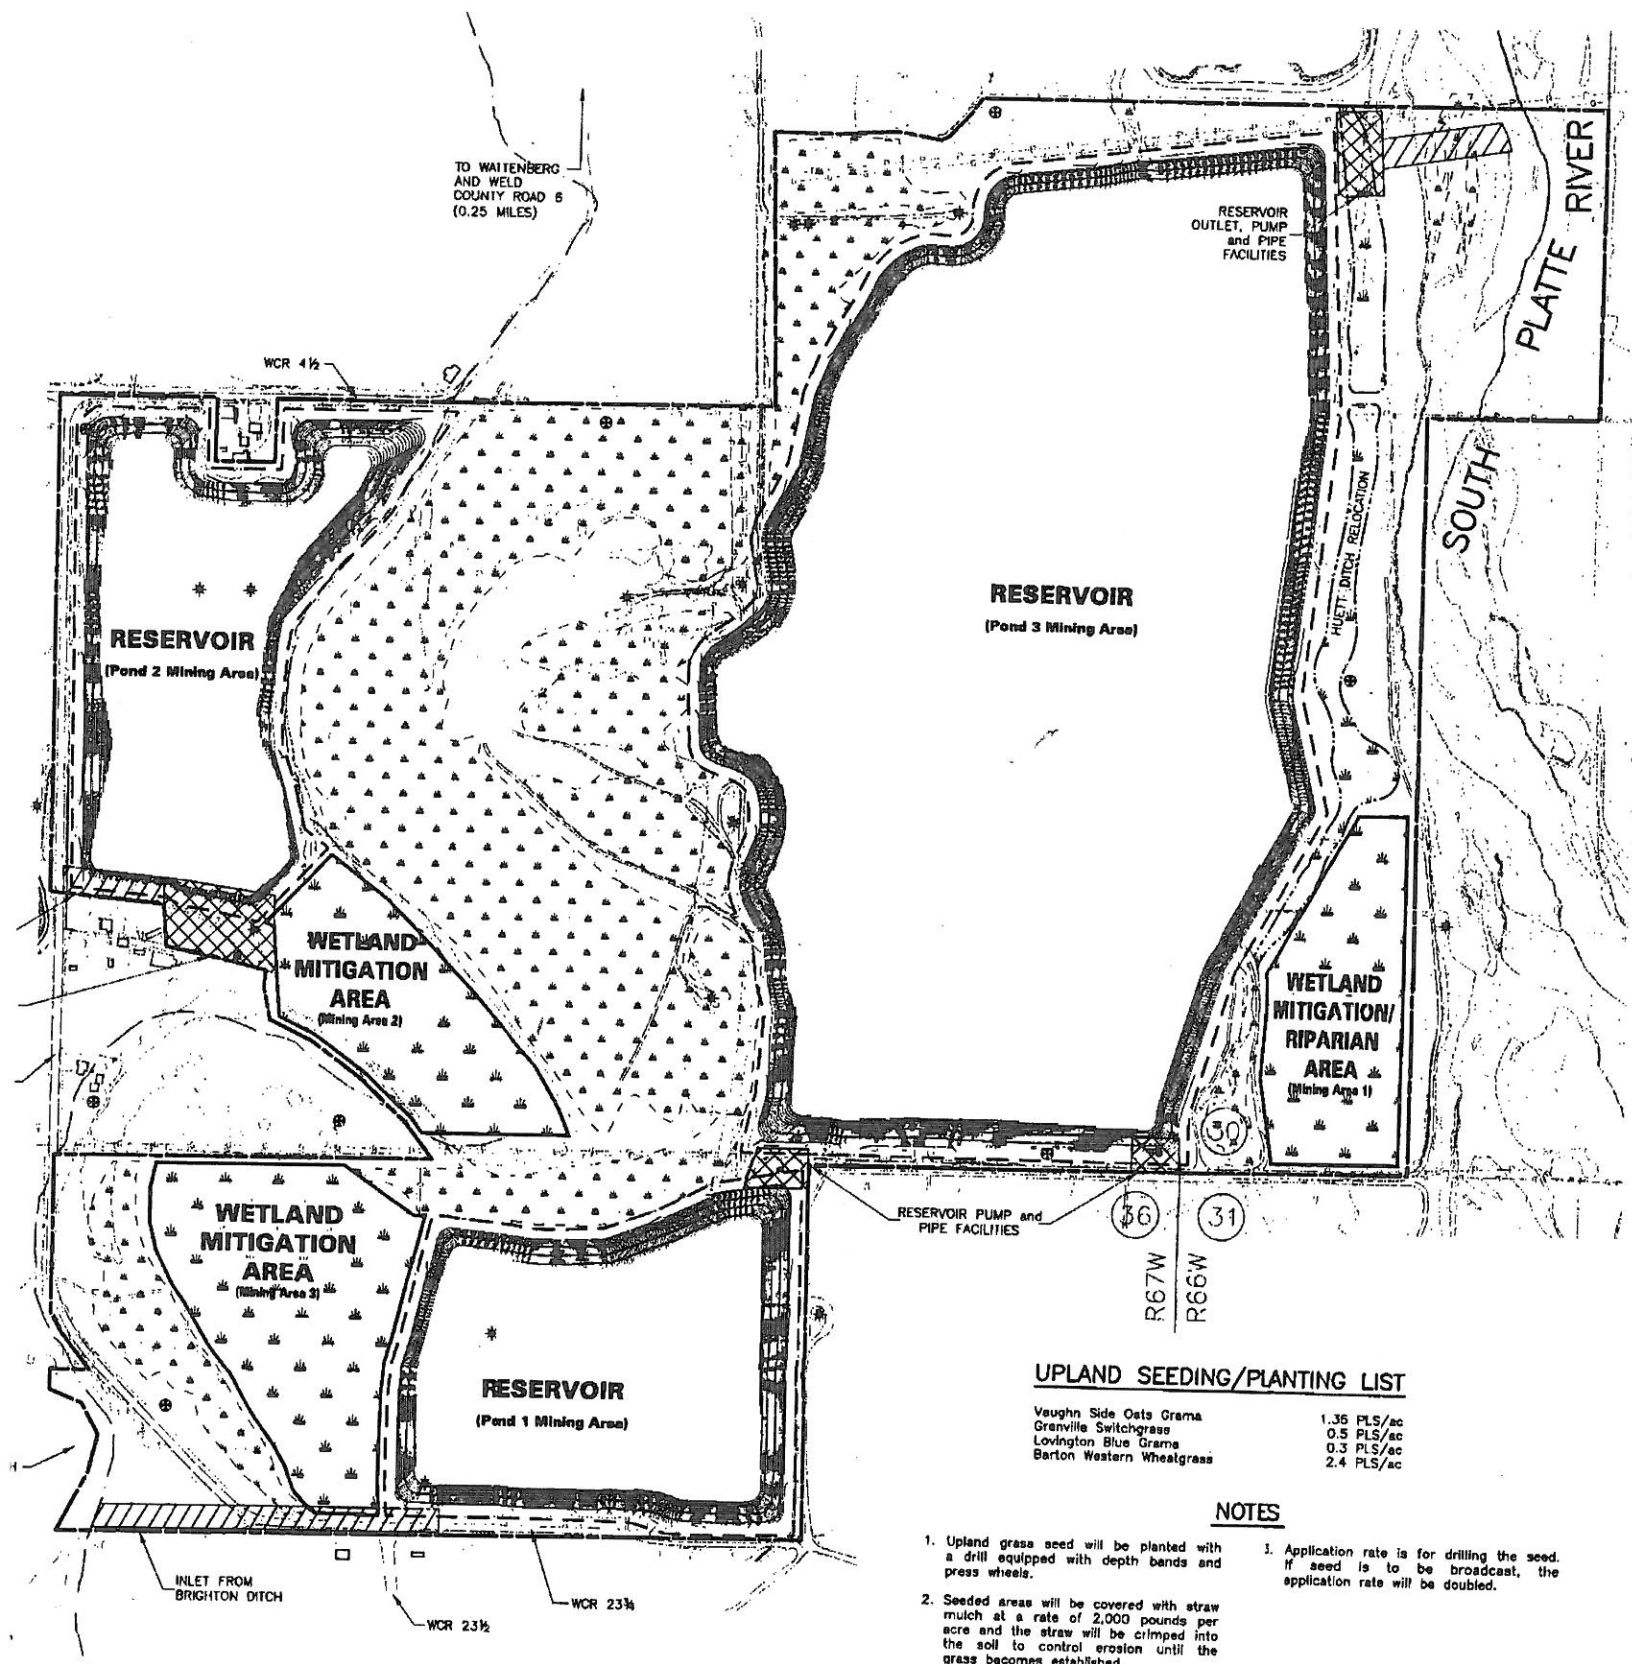 TO WAITENBERG
AND WELD
COUNTY ROAD 6
(0.25 MILES)
RESERVOIR
OUTLET, PUMP
and PIPE
FACILITIES
SOUTH PLATTE RIVER
WCR 4½
HUETT DITCH RELOCATION
RESERVOIR
(Pond 3 Mining Area)
RESERVOIR
(Pond 2 Mining Area)
WETLAND
MITIGATION
AREA
(Mining Area 2)
WETLAND
MITIGATION/
RIPARIAN
AREA
(Mining Area 1)
30
RESERVOIR PUMP and
PIPE FACILITIES
36
31
R67W
R66W
WETLAND
MITIGATION
AREA
(Mining Area 3)
RESERVOIR
(Pond 1 Mining Area)
H
INLET FROM
BRIGHTON DITCH
WCR 23½
WCR 23¾
UPLAND SEEDING/PLANTING LIST
Vaughn Side Oats Grama 1.35 PLS/ac
Grenville Switchgrass 0.5 PLS/ac
Lovington Blue Grama 0.3 PLS/ac
Barton Western Wheatgrass 2.4 PLS/ac
NOTES
1. Upland grass seed will be planted with
a drill equipped with depth bands and
press wheels.
2. Seeded areas will be covered with straw
mulch at a rate of 2,000 pounds per
acre and the straw will be crimped into
the soil to control erosion until the
grass becomes established.
3. Application rate is for drilling the seed.
If seed is to be broadcast, the
application rate will be doubled.